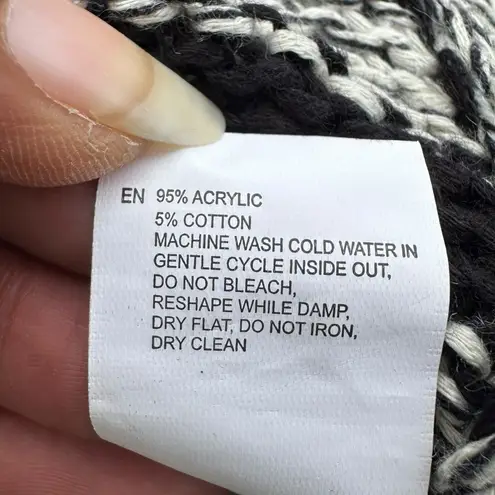 EN 95% ACRYLIC
5% COTTON
MACHINE WASH COLD WATER IN
GENTLE CYCLE INSIDE OUT,
DO NOT BLEACH,
RESHAPE WHILE DAMP,
DRY FLAT, DO NOT IRON,
DRY CLEAN